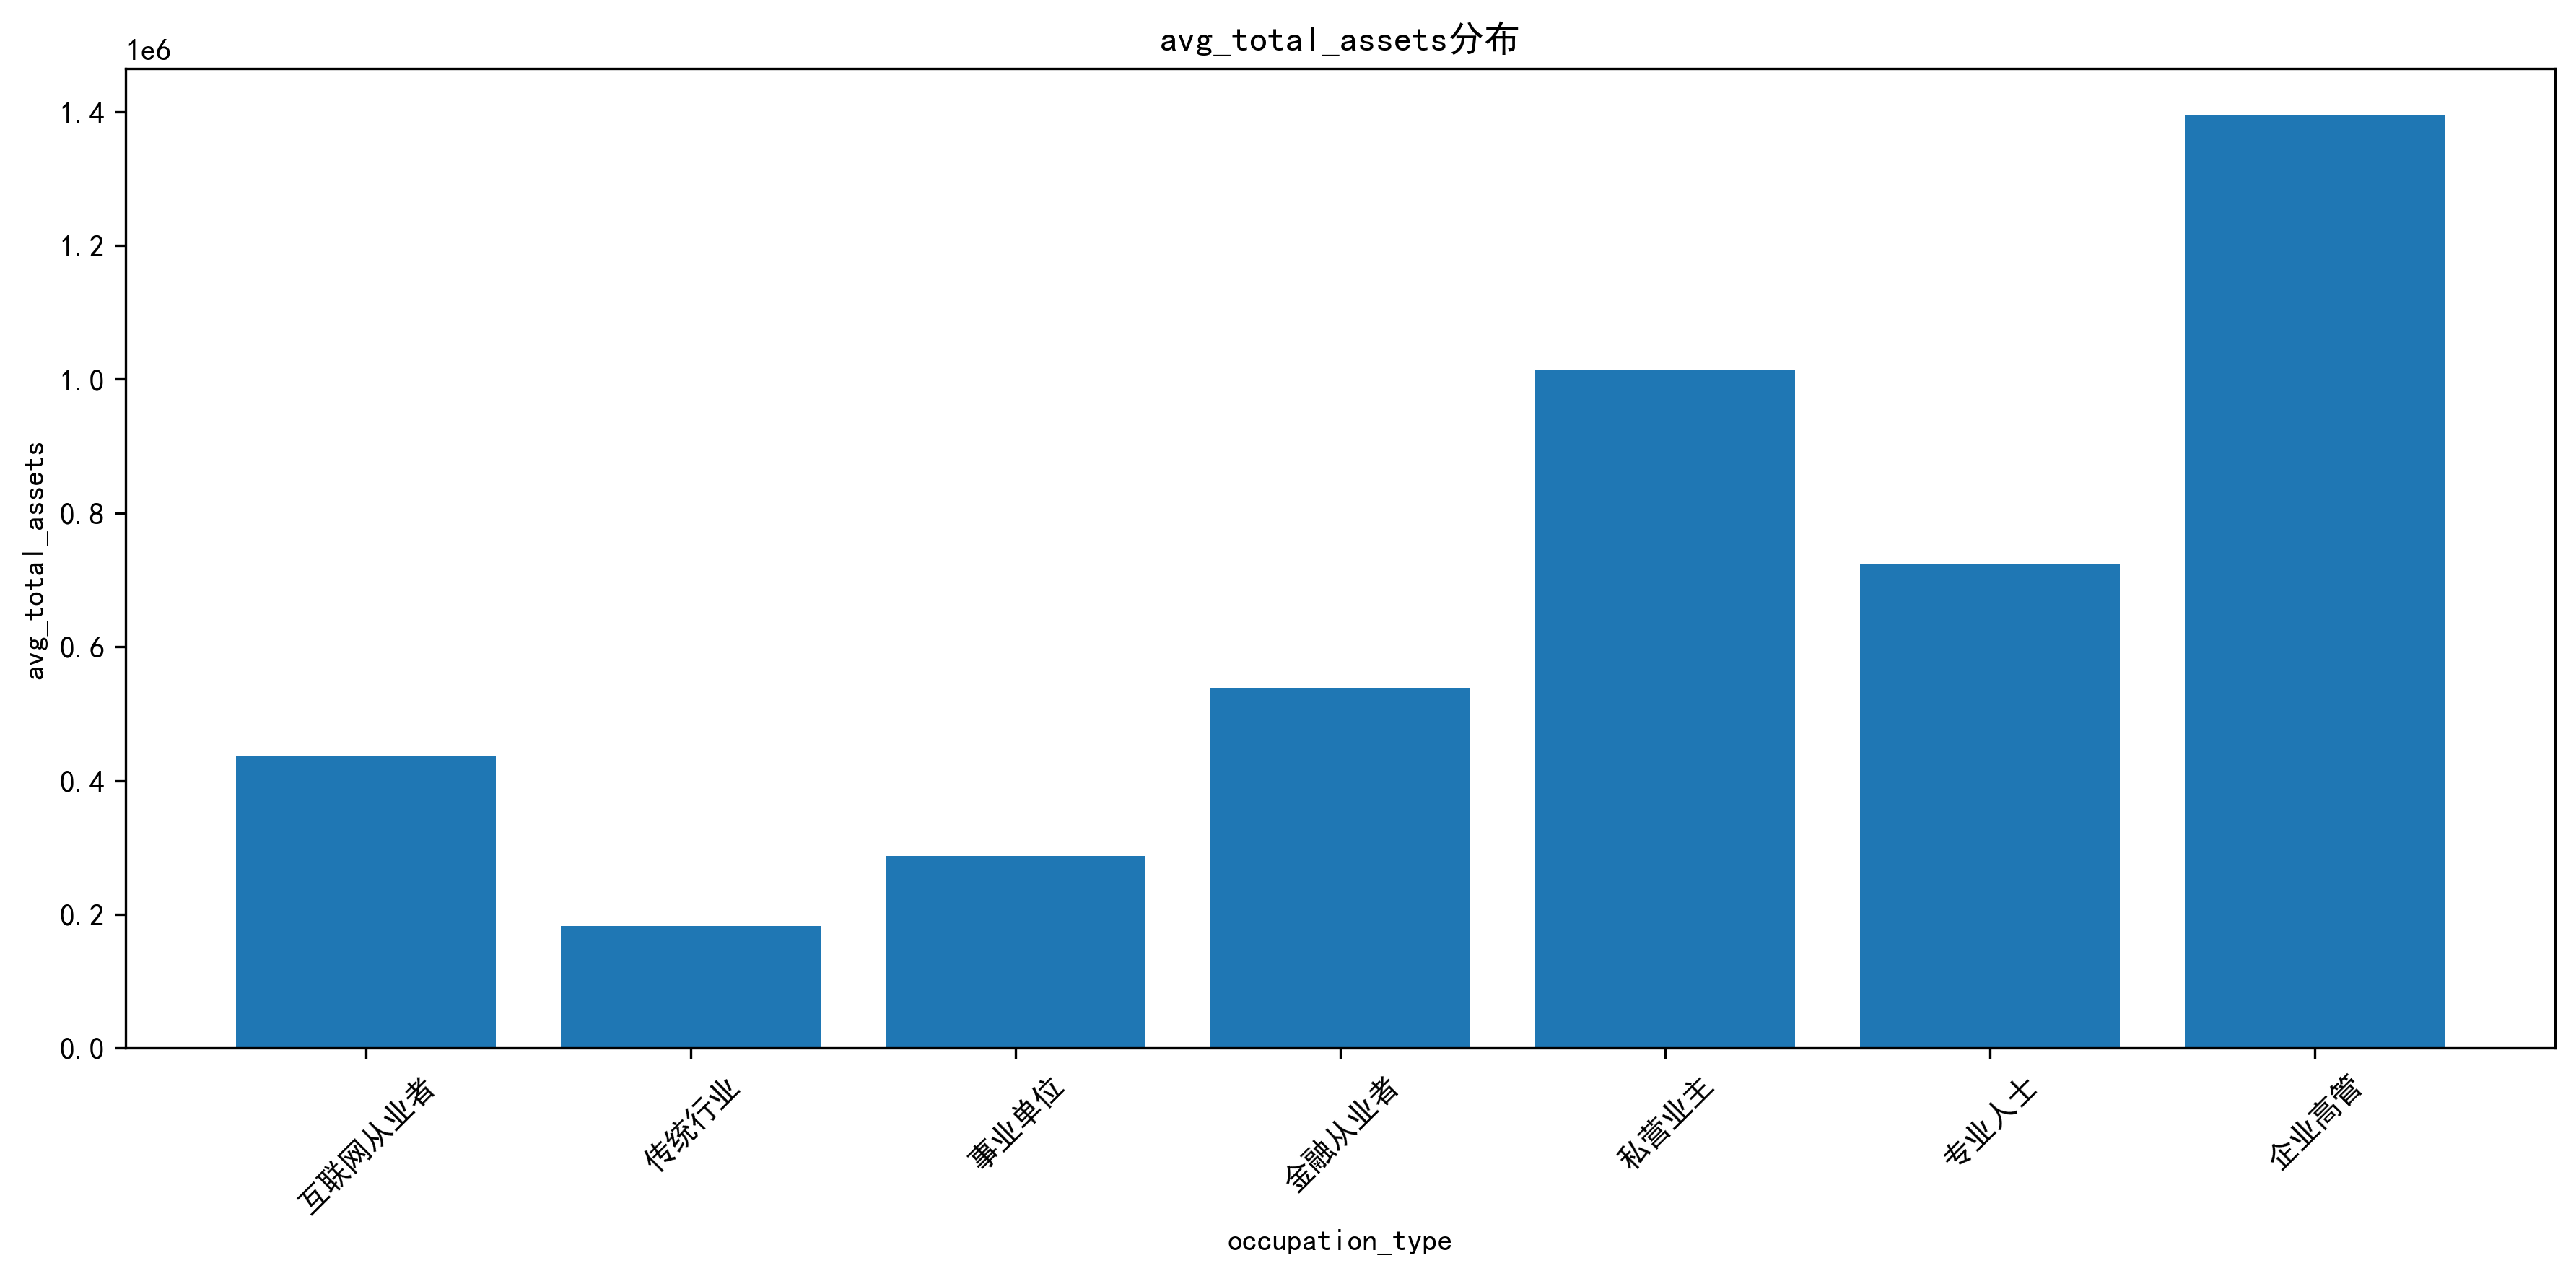 avg_total_assets分布
1e6
1.4
1.2
1.0
0.8
0.6
0.4
0.2
0.0
avg_total_assets
互联网从业者
传统行业
事业单位
金融从业者
私营业主
专业人士
企业高管
occupation_type